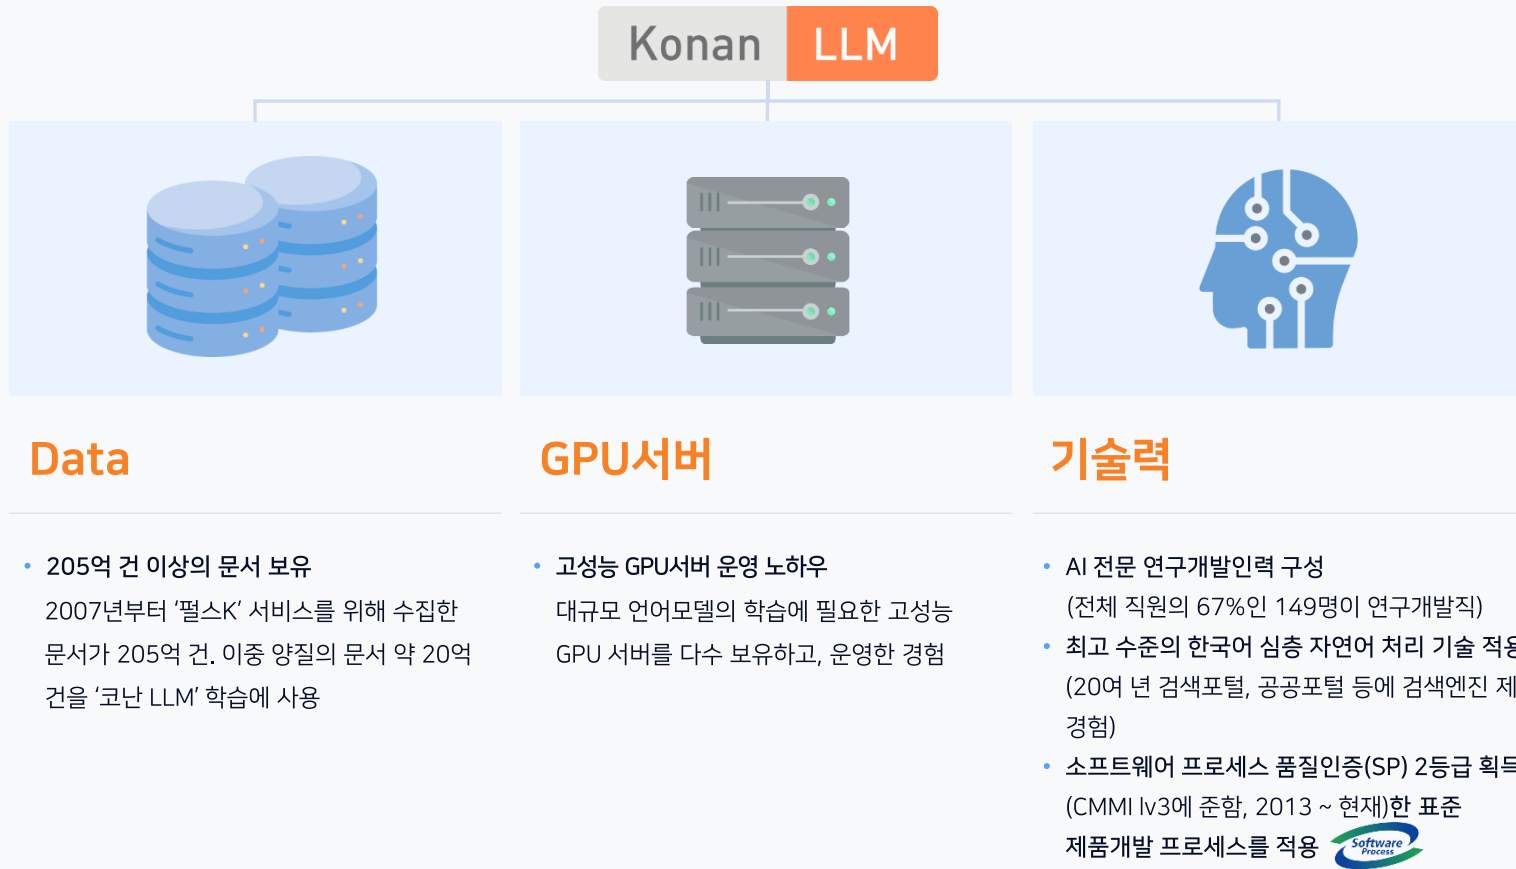 Konan LLM
Data
• 205억 건 이상의 문서 보유
2007년부터 ‘펄스K’ 서비스를 위해 수집한
문서가 205억 건. 이중 양질의 문서 약 20억
건을 ‘코난 LLM’ 학습에 사용
GPU서버
• 고성능 GPU서버 운영 노하우
대규모 언어모델의 학습에 필요한 고성능
GPU 서버를 다수 보유하고, 운영한 경험
기술력
• AI 전문 연구개발인력 구성
(전체 직원의 67%인 149명이 연구개발직)
• 최고 수준의 한국어 심층 자연어 처리 기술 적용
(20여 년 검색포털, 공공포털 등에 검색엔진 제
경험)
• 소프트웨어 프로세스 품질인증(SP) 2등급 획득
(CMMI lv3에 준함, 2013 ~ 현재)한 표준
제품개발 프로세스를 적용
Software
Process